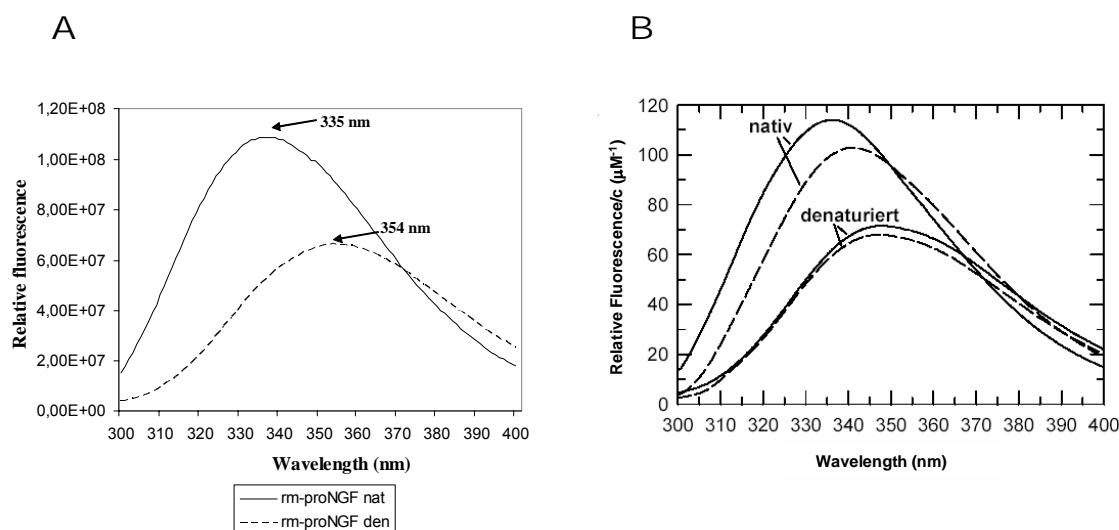 A
B
1,20E+08
1,00E+08
8,00E+07
6,00E+07
4,00E+07
2,00E+07
0,00E+00
Relative fluorescence
335 nm
354 nm
300 310 320 330 340 350 360 370 380 390 400
Wavelength (nm)
rm-proNGF nat
rm-proNGF den
120
100
80
60
40
20
0
Relative Fluorescence/c (µM⁻¹)
nativ
denaturiert
300 310 320 330 340 350 360 370 380 390 400
Wavelength (nm)